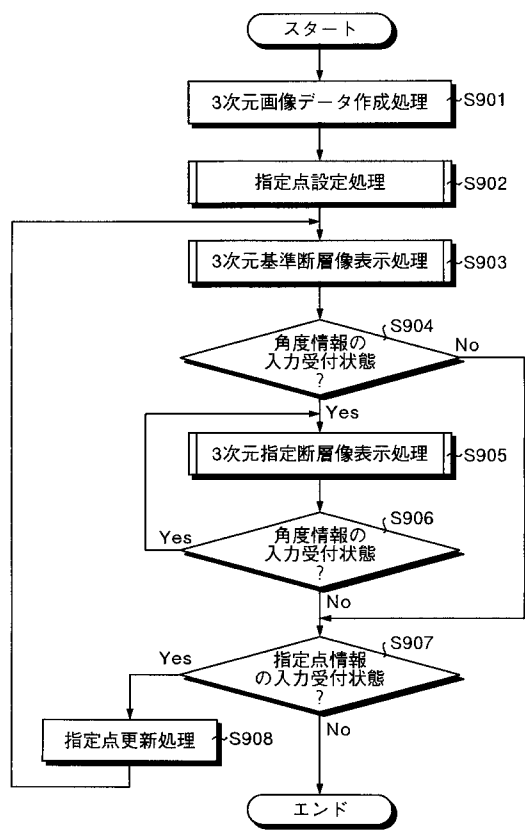 スタート
3次元画像データ作成処理
S901
指定点設定処理
S902
3次元基準断層像表示処理
S903
角度情報の
入力受付状態
?
S904
No
Yes
3次元指定断層像表示処理
S905
角度情報の
入力受付状態
?
S906
Yes
No
指定点情報
の入力受付状態
?
S907
Yes
No
指定点更新処理
S908
エンド